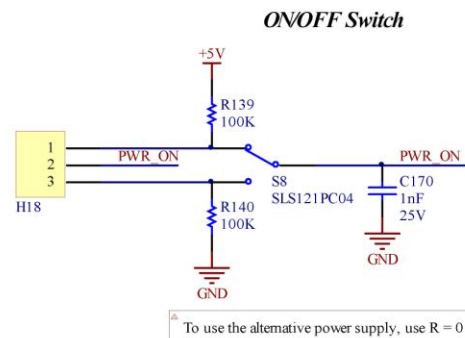 ON/OFF Switch
+5V
R139
100K
1
2
3
PWR_ON
PWR_ON
H18
S8
SLS121PC04
C170
1nF
25V
R140
100K
GND
GND
To use the alternative power supply, use R = 0